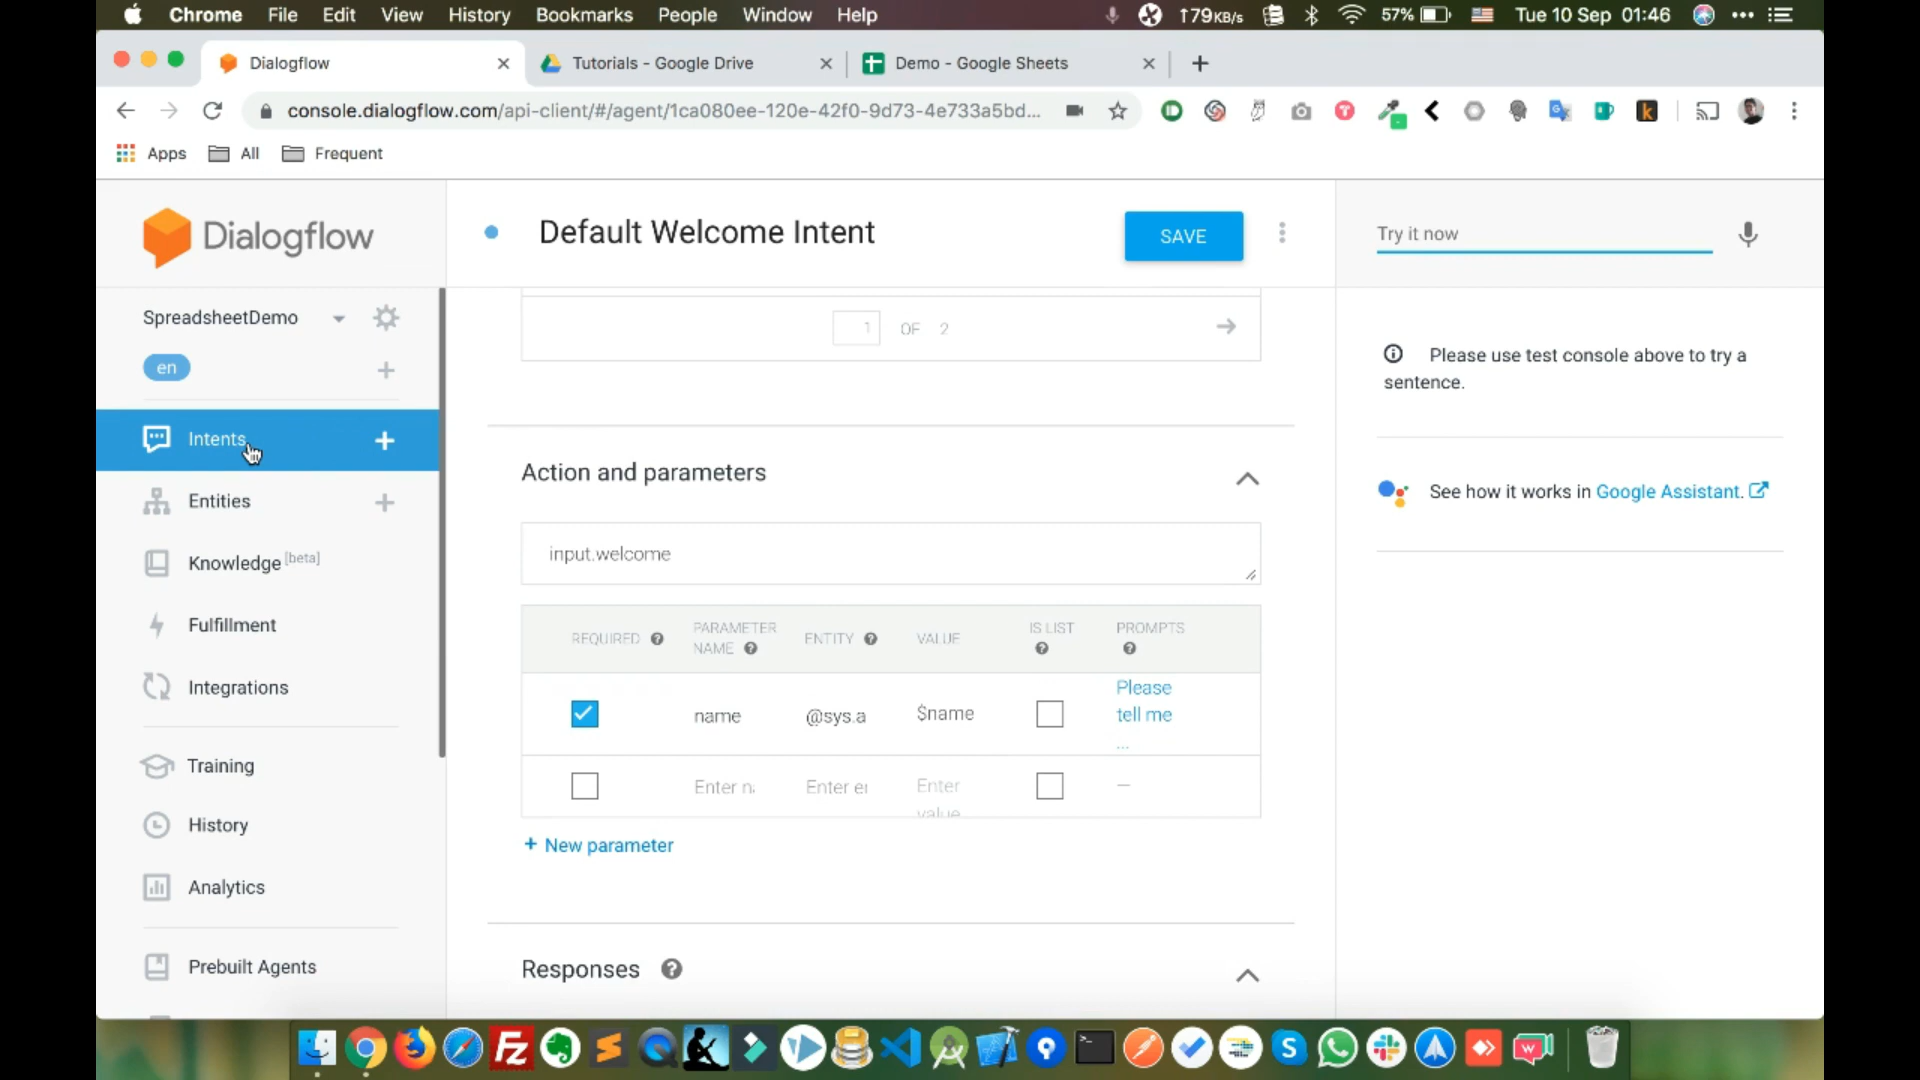 Chrome File Edit View History Bookmarks People Window Help 179KB/s 57% Tue 10 Sep 01:46
Dialogflow Tutorials - Google Drive Demo - Google Sheets
console.dialogflow.com/api-client/#/agent/1ca080ee-120e-42f0-9d73-4e733a5bd...
Apps All Frequent
Dialogflow
Default Welcome Intent
SAVE
Try it now
SpreadsheetDemo
en
1 OF 2
Please use test console above to try a
sentence.
Intents
Entities
Knowledge [beta]
Fulfillment
Integrations
Training
History
Analytics
Prebuilt Agents
Action and parameters
input.welcome
REQUIRED
PARAMETER
NAME
ENTITY
VALUE
IS LIST
PROMPTS
name
@sys.a
$name
Please
tell me
...
Enter na
Enter er
Enter
value
—
+ New parameter
Responses
See how it works in Google Assistant.